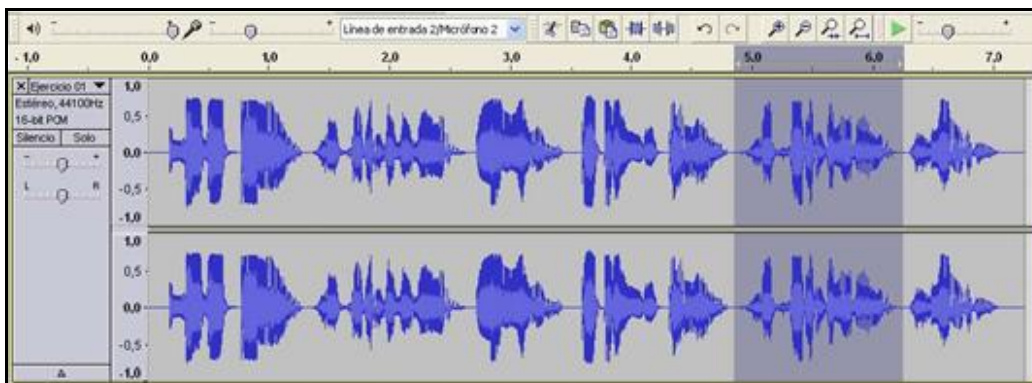 Línea de entrada 2/Micrófono 2
- 1,0 0,0 1,0 2,0 3,0 4,0 5,0 6,0 7,0
X Ejercicio 01
Estéreo, 44100Hz
16-bit PCM
Silencio Solo
- +
L R
1,0
0,5
0,0
-0,5
-1,0
1,0
0,5
0,0
-0,5
-1,0